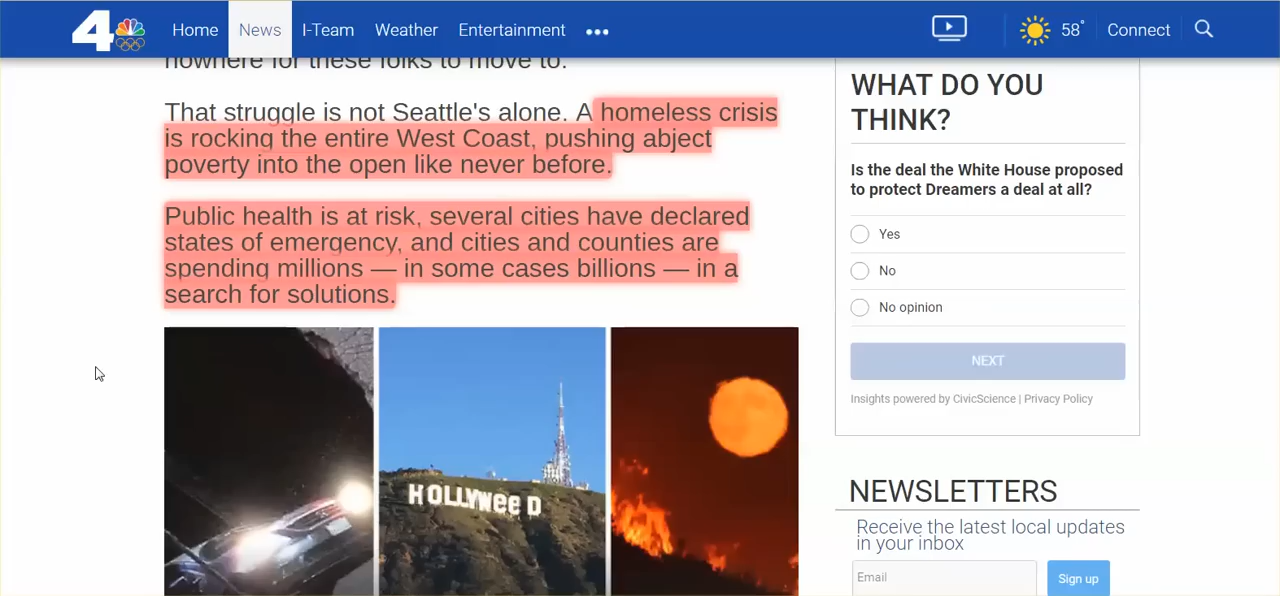 4
Home
News
I-Team
Weather
Entertainment
58°
Connect
nowhere for these folks to move to.
That struggle is not Seattle's alone. A homeless crisis
is rocking the entire West Coast, pushing abject
poverty into the open like never before.
Public health is at risk, several cities have declared
states of emergency, and cities and counties are
spending millions — in some cases billions — in a
search for solutions.
HOLLYWeeD
WHAT DO YOU
THINK?
Is the deal the White House proposed
to protect Dreamers a deal at all?
Yes
No
No opinion
NEXT
Insights powered by CivicScience | Privacy Policy
NEWSLETTERS
Receive the latest local updates
in your inbox
Email
Sign up